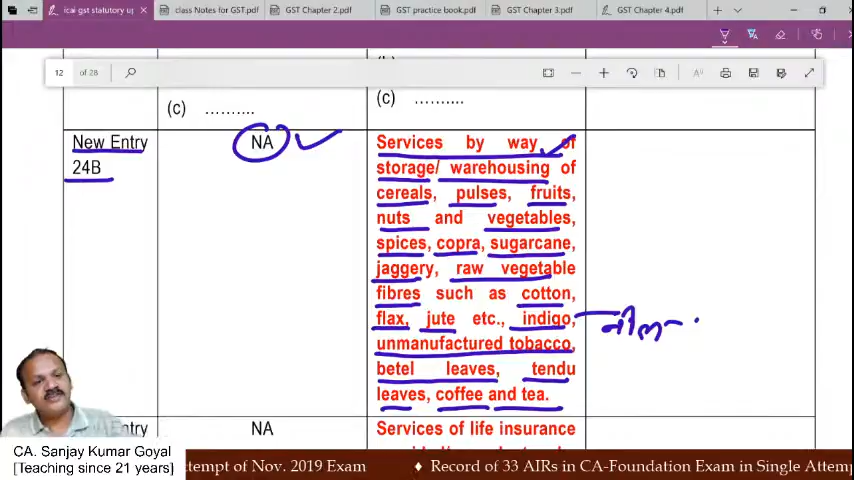 icai gst statutory up
class Notes for GST.pdf
GST Chapter 2.pdf
GST practice book.pdf
GST Chapter 3.pdf
GST Chapter 4.pdf
12 of 28
(c) ..........
(c) ..........
New Entry
24B
NA
Services by way of
storage/ warehousing of
cereals, pulses, fruits,
nuts and vegetables,
spices, copra, sugarcane,
jaggery, raw vegetable
fibres such as cotton,
flax, jute etc., indigo,
unmanufactured tobacco,
betel leaves, tendu
leaves, coffee and tea.
नील
Entry
NA
Services of life insurance
CA. Sanjay Kumar Goyal
[Teaching since 21 years]
attempt of Nov. 2019 Exam
♦ Record of 33 AIRs in CA-Foundation Exam in Single Attemp